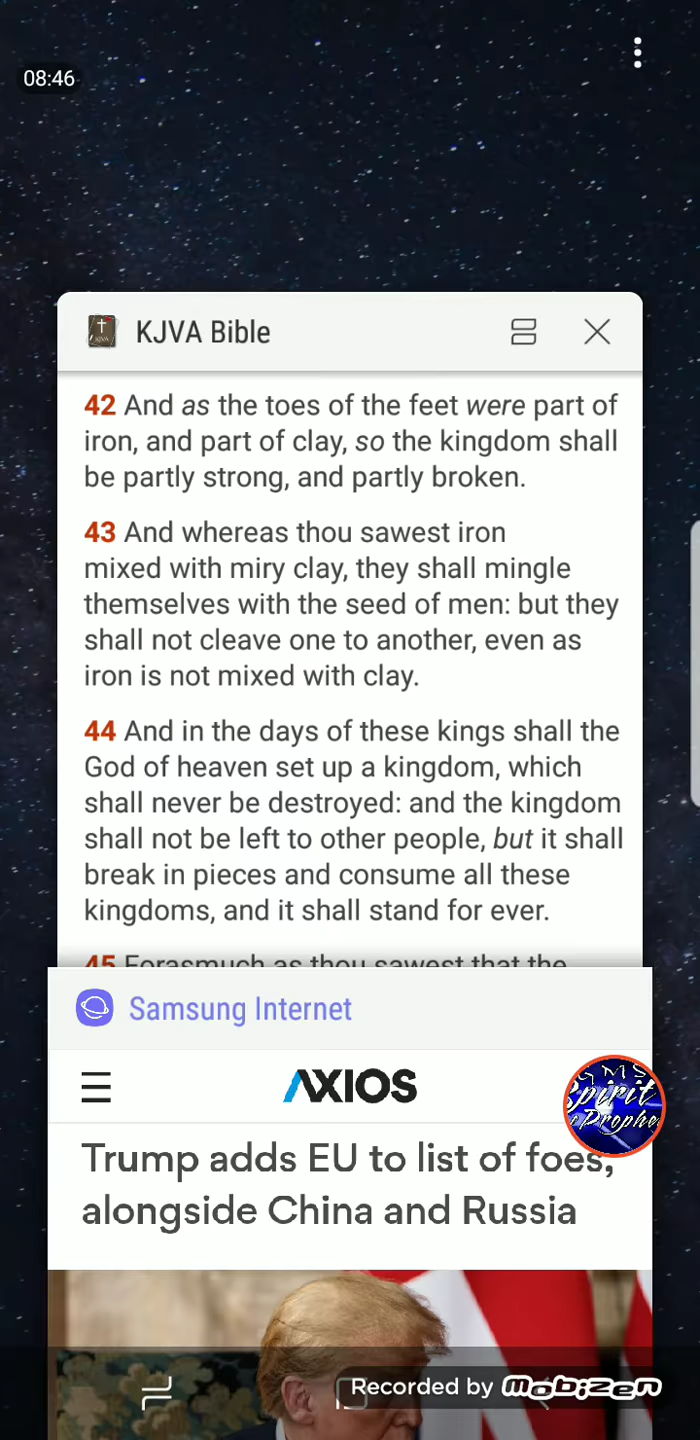 08:46
KJVA Bible
42 And as the toes of the feet were part of
iron, and part of clay, so the kingdom shall
be partly strong, and partly broken.
43 And whereas thou sawest iron
mixed with miry clay, they shall mingle
themselves with the seed of men: but they
shall not cleave one to another, even as
iron is not mixed with clay.
44 And in the days of these kings shall the
God of heaven set up a kingdom, which
shall never be destroyed: and the kingdom
shall not be left to other people, but it shall
break in pieces and consume all these
kingdoms, and it shall stand for ever.
45 Forasmuch as thou sawest that the
Samsung Internet
AXIOS
GMS
Spirit
Prophe
Trump adds EU to list of foes,
alongside China and Russia
Recorded by Mobizen